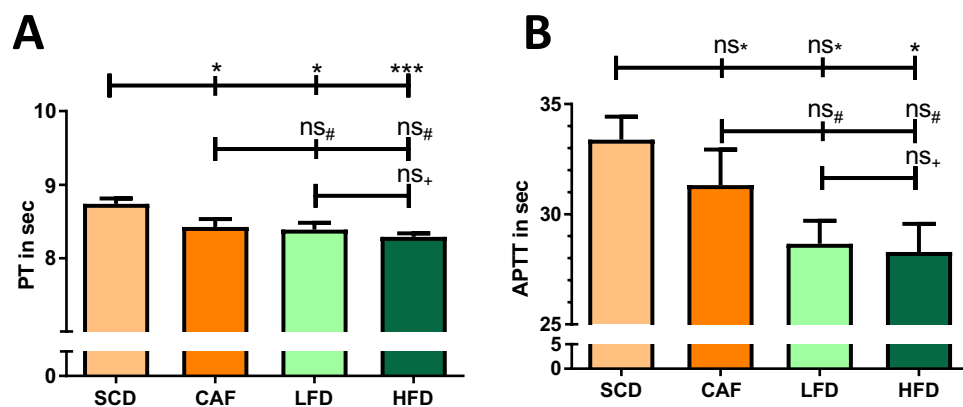 A
* * ***
10
ns# ns#
ns+
9
8
0
PT in sec
SCD CAF LFD HFD
B
ns* ns* *
35
ns# ns#
ns+
30
25
5
0
APTT in sec
SCD CAF LFD HFD